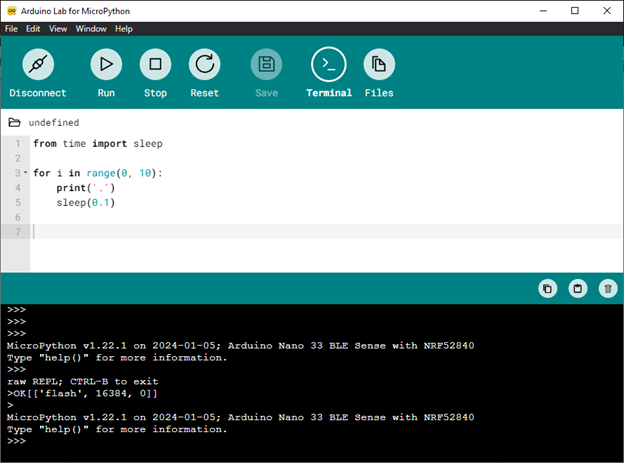 Arduino Lab for MicroPython
File Edit View Window Help
Disconnect Run Stop Reset Save Terminal Files
undefined
1 from time import sleep
2
3 for i in range(0, 10):
4     print('.')
5     sleep(0.1)
6
7
>>>
>>>
>>>
MicroPython v1.22.1 on 2024-01-05; Arduino Nano 33 BLE Sense with NRF52840
Type "help()" for more information.
>>>
raw REPL; CTRL-B to exit
>OK[['flash', 16384, 0]]
>
MicroPython v1.22.1 on 2024-01-05; Arduino Nano 33 BLE Sense with NRF52840
Type "help()" for more information.
>>>